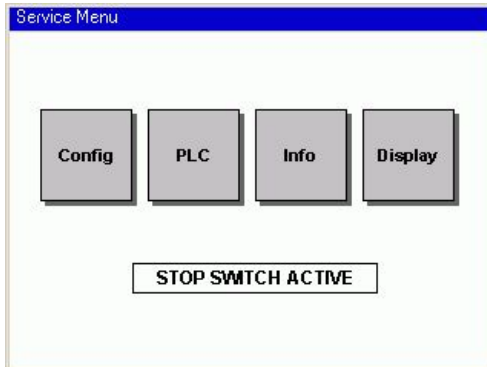 Service Menu
Config PLC Info Display
STOP SWITCH ACTIVE